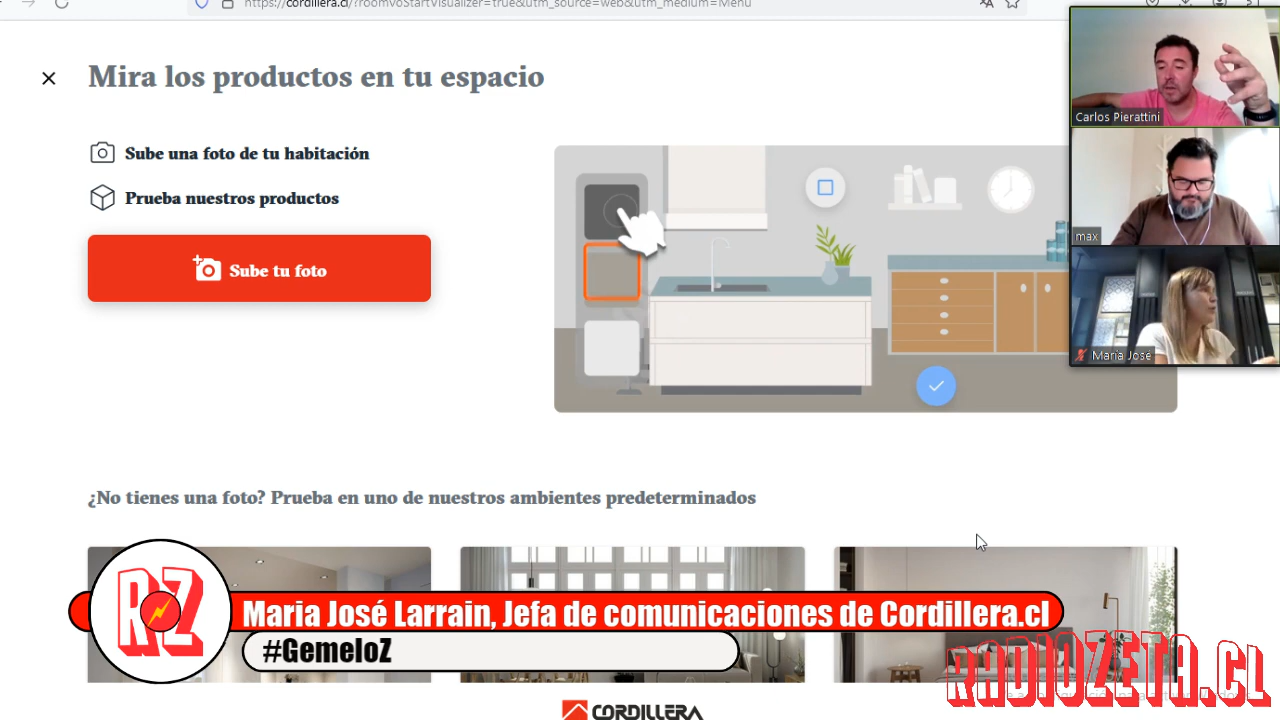 https://cordillera.cl/?roomvoStartVisualizer=true&utm_source=web&utm_medium=Menu
Mira los productos en tu espacio
Sube una foto de tu habitación
Prueba nuestros productos
Sube tu foto
Carlos Pierattini
max
Maria Jose
¿No tienes una foto? Prueba en uno de nuestros ambientes predeterminados
RZ
Maria José Larrain, Jefa de comunicaciones de Cordillera.cl
#GemeloZ
RADIOZETA.CL
CORDILLERA